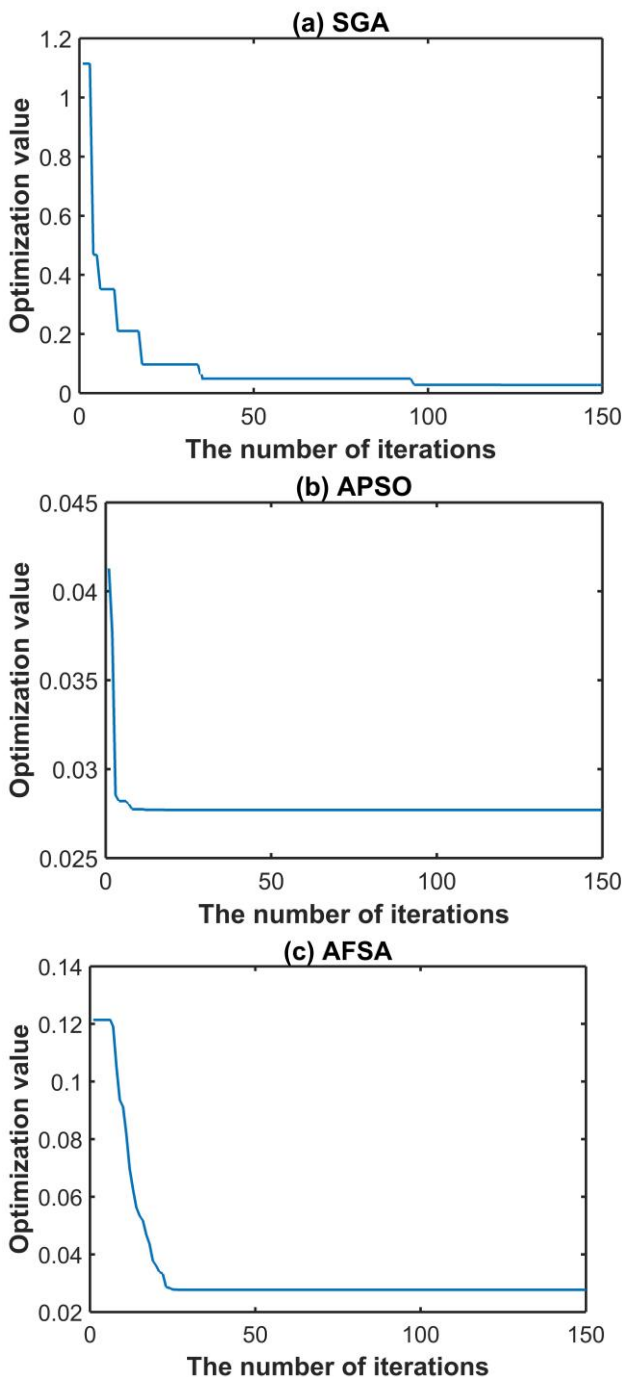 (a) SGA
1.2
1
0.8
0.6
0.4
0.2
0
Optimization value
0 50 100 150
The number of iterations
(b) APSO
0.045
0.04
0.035
0.03
0.025
Optimization value
0 50 100 150
The number of iterations
(c) AFSA
0.14
0.12
0.1
0.08
0.06
0.04
0.02
Optimization value
0 50 100 150
The number of iterations